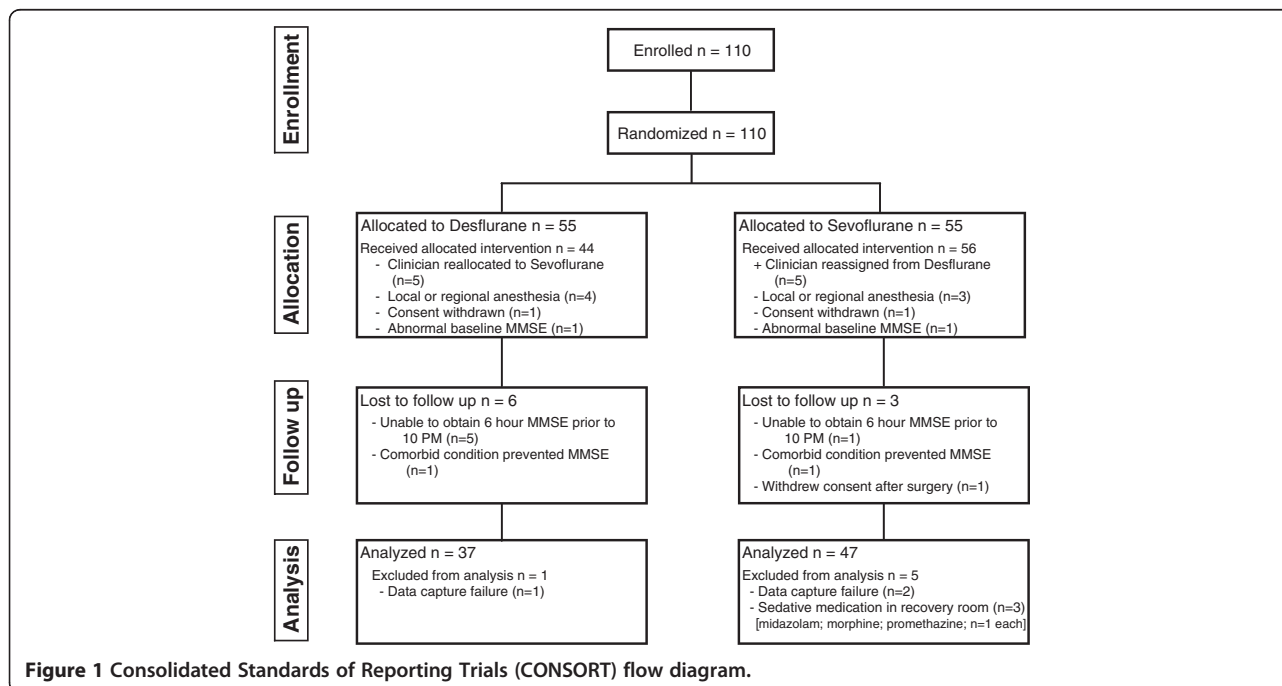 Enrollment
Enrolled n = 110
Randomized n = 110
Allocation
Allocated to Desflurane n = 55
Received allocated intervention n = 44
- Clinician reallocated to Sevoflurane
(n=5)
- Local or regional anesthesia (n=4)
- Consent withdrawn (n=1)
- Abnormal baseline MMSE (n=1)
Allocated to Sevoflurane n = 55
Received allocated intervention n = 56
+ Clinician reassigned from Desflurane
(n=5)
- Local or regional anesthesia (n=3)
- Consent withdrawn (n=1)
- Abnormal baseline MMSE (n=1)
Follow up
Lost to follow up n = 6
- Unable to obtain 6 hour MMSE prior to
10 PM (n=5)
- Comorbid condition prevented MMSE
(n=1)
Lost to follow up n = 3
- Unable to obtain 6 hour MMSE prior to
10 PM (n=1)
- Comorbid condition prevented MMSE
(n=1)
- Withdrew consent after surgery (n=1)
Analysis
Analyzed n = 37
Excluded from analysis n = 1
- Data capture failure (n=1)
Analyzed n = 47
Excluded from analysis n = 5
- Data capture failure (n=2)
- Sedative medication in recovery room (n=3)
[midazolam; morphine; promethazine; n=1 each]
Figure 1 Consolidated Standards of Reporting Trials (CONSORT) flow diagram.